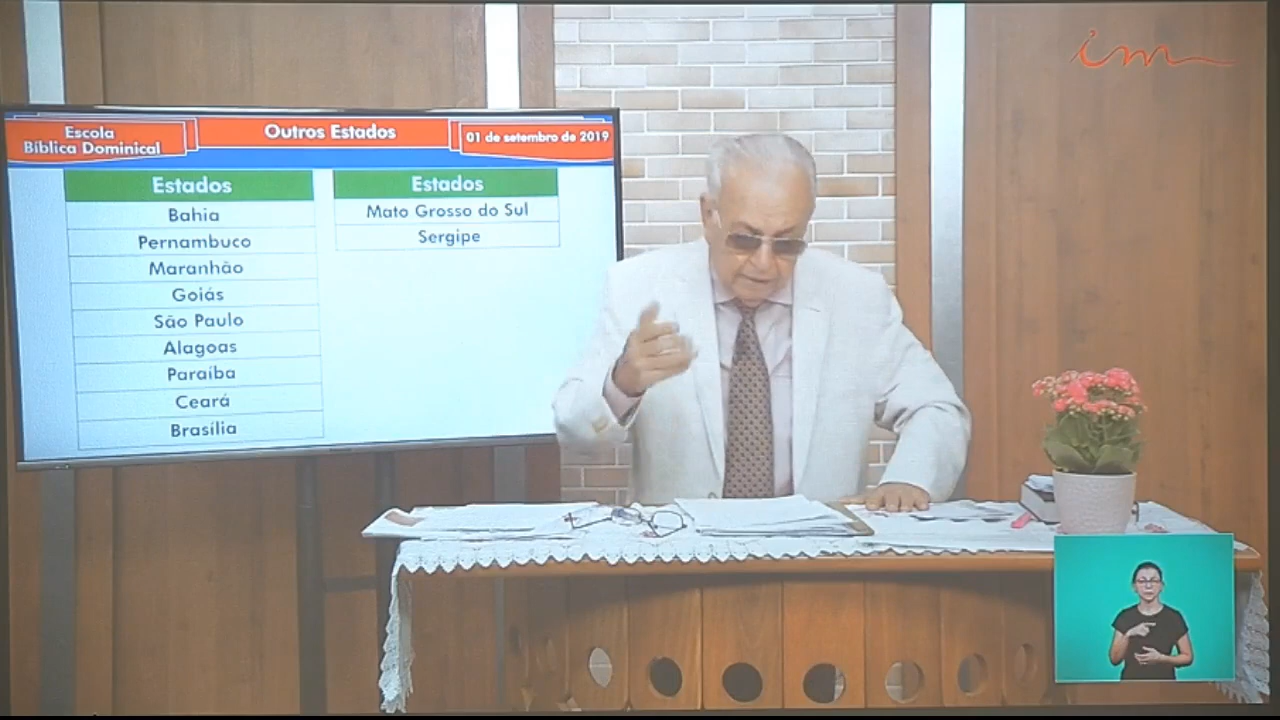 im
Escola
Bíblica Dominical
Outros Estados
01 de setembro de 2019
Estados
Bahia
Pernambuco
Maranhão
Goiás
São Paulo
Alagoas
Paraíba
Ceará
Brasília
Estados
Mato Grosso do Sul
Sergipe